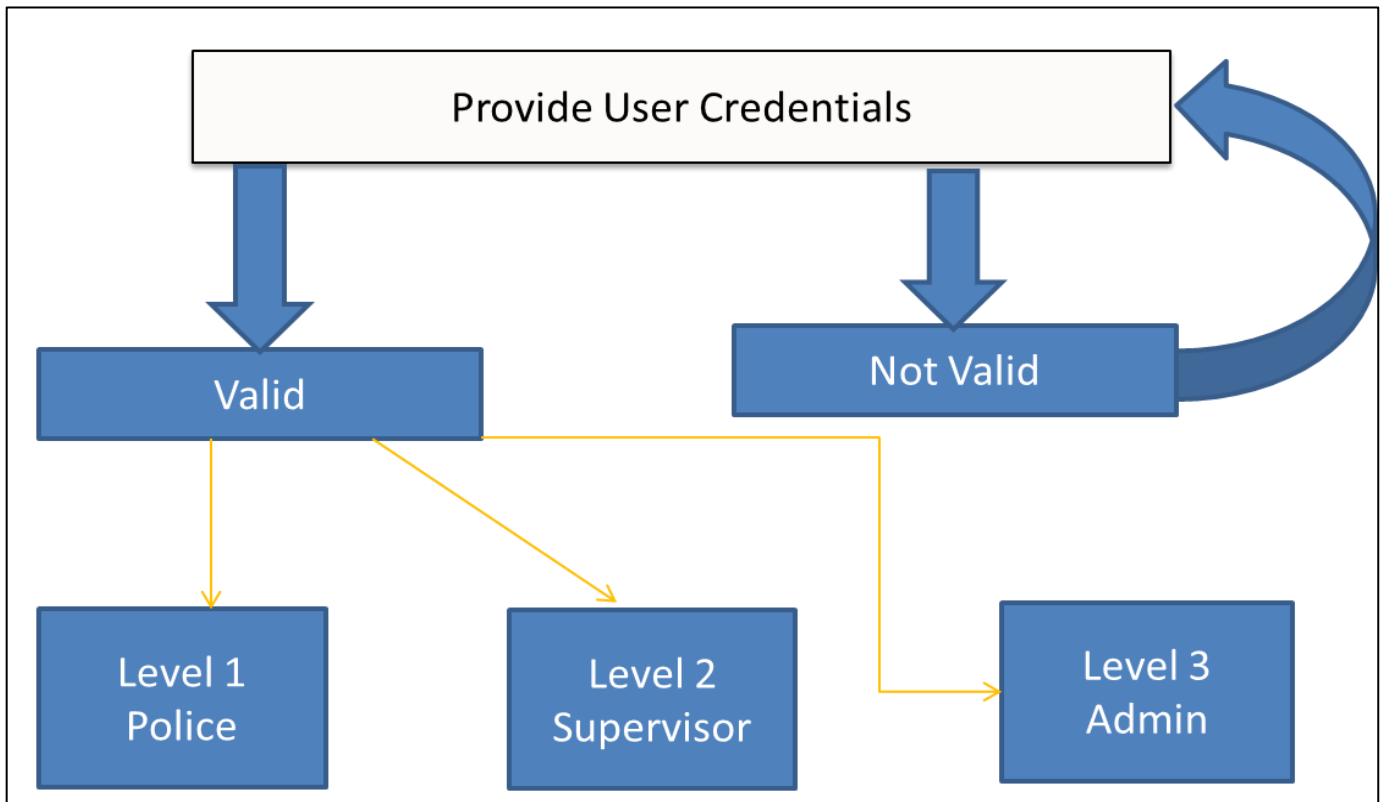 Provide User Credentials
Valid
Not Valid
Level 1
Police
Level 2
Supervisor
Level 3
Admin